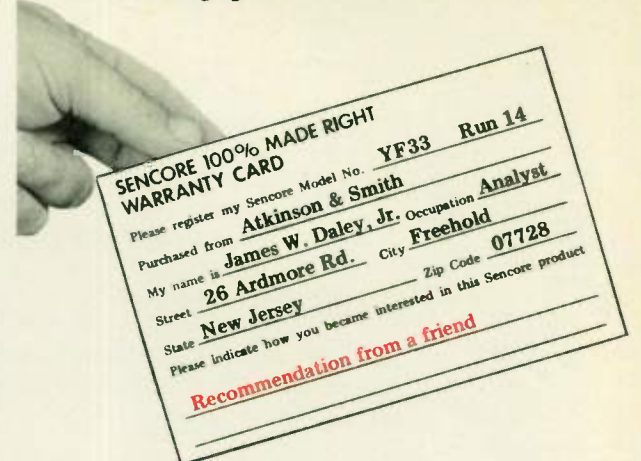 SENCORE 100% MADE RIGHT
WARRANTY CARD
Please register my Sencore Model No. YF33 Run 14
Purchased from Atkinson & Smith
My name is James W. Daley, Jr. Occupation Analyst
Street 26 Ardmore Rd. City Freehold
State New Jersey Zip Code 07728
Please indicate how you became interested in this Sencore product
Recommendation from a friend